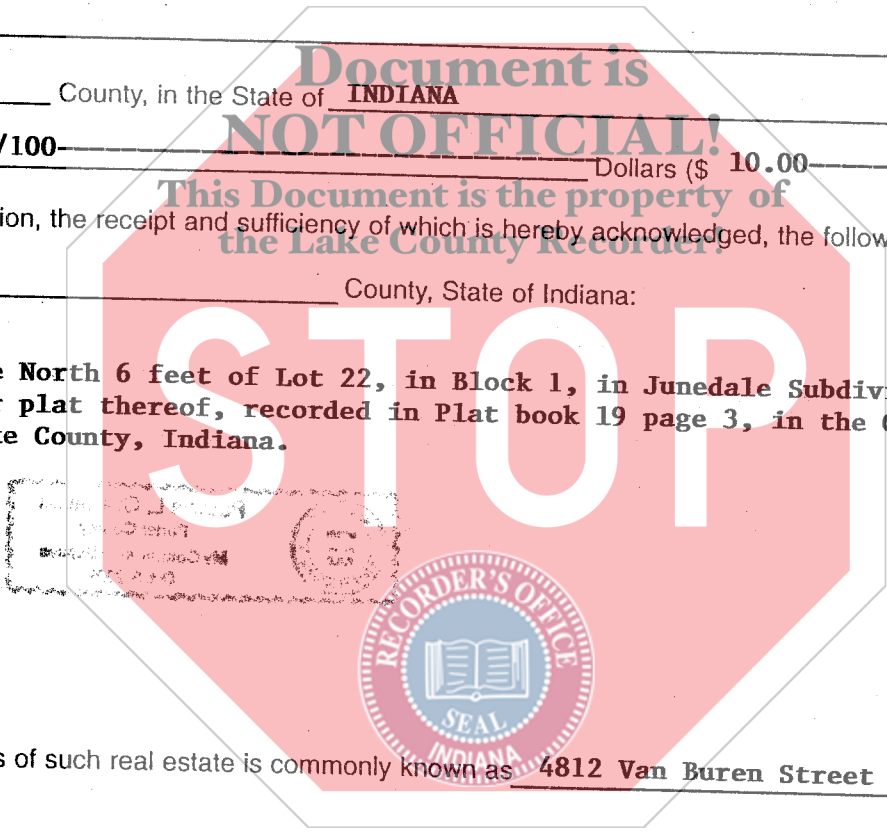 Document is
County, in the State of INDIANA
NOT OFFICIAL!
/100 Dollars ($ 10.00
This Document is the property of
ion, the receipt and sufficiency of which is hereby acknowledged, the follow
the Lake County Recorder!
County, State of Indiana:
STOP
e North 6 feet of Lot 22, in Block 1, in Junedale Subdiv
r plat thereof, recorded in Plat book 19 page 3, in the
ke County, Indiana.
RECORDER'S OFFICE
SEAL
INDIANA
s of such real estate is commonly known as 4812 Van Buren Street